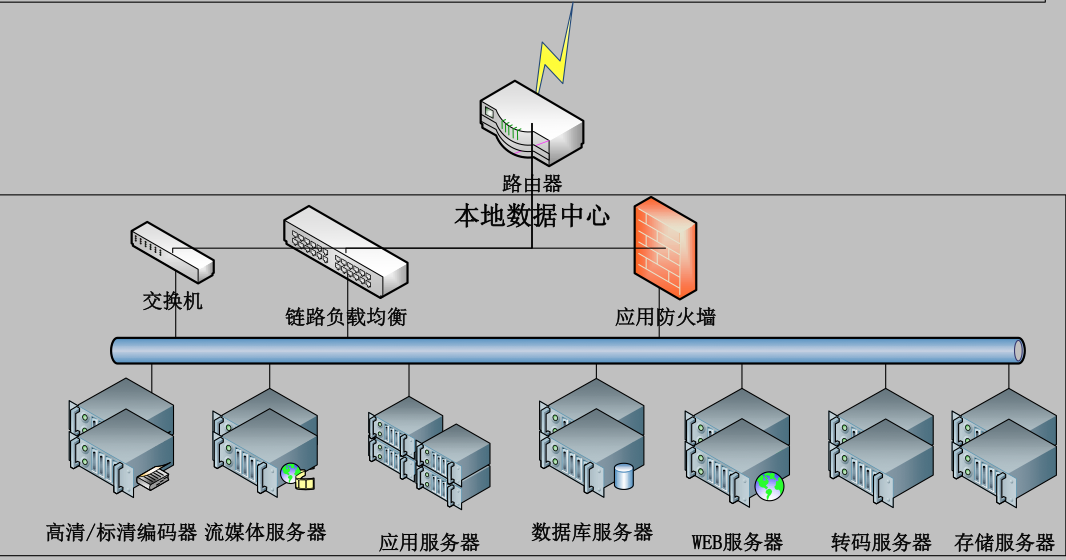 路由器
本地数据中心
交换机
链路负载均衡
应用防火墙
高清/标清编码器
流媒体服务器
应用服务器
数据库服务器
WEB服务器
转码服务器
存储服务器